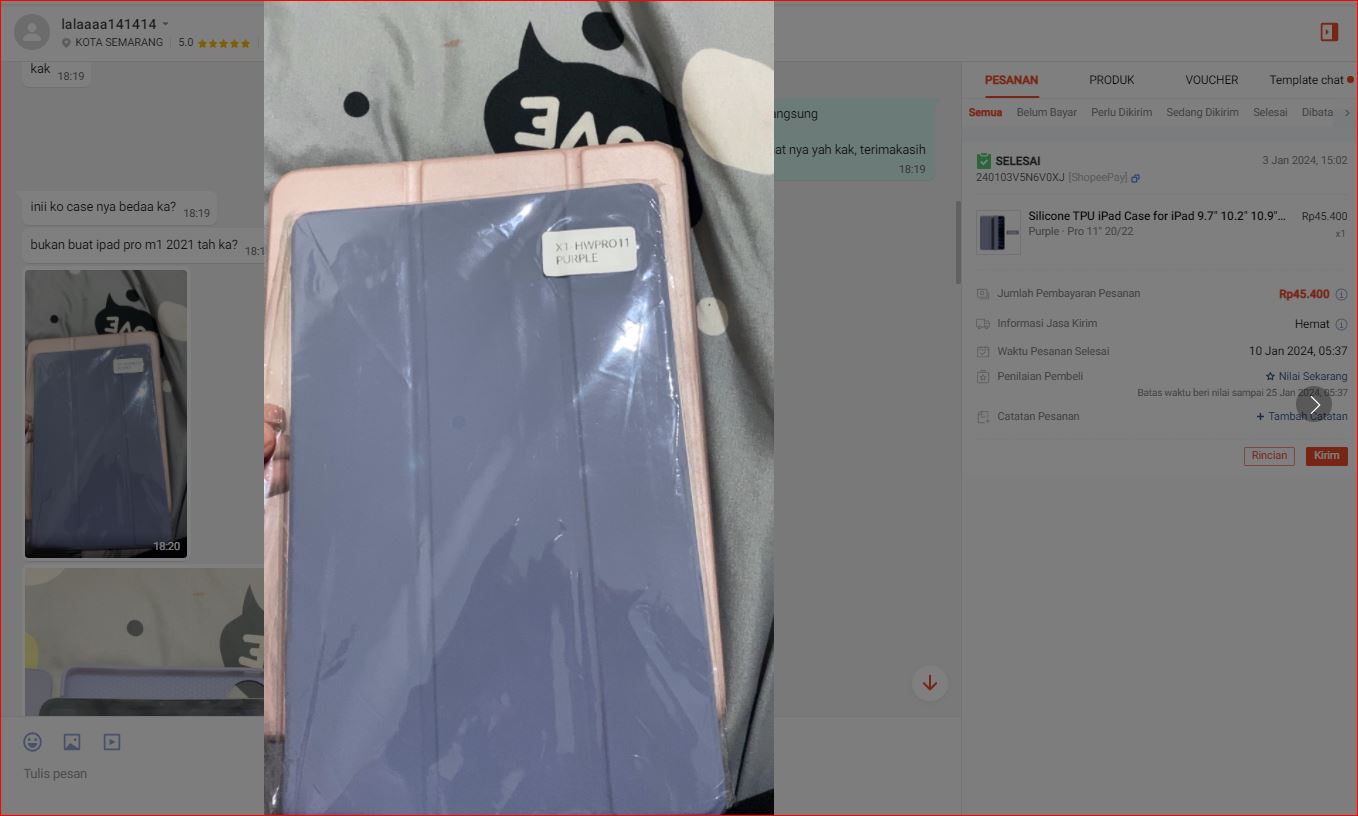 lalaaaa141414
KOTA SEMARANG
5.0
kak
18:19
inii ko case nya bedaa ka?
18:19
bukan buat ipad pro m1 2021 tah ka?
18:20
Tulis pesan
LOVE
X1 HWPRO11
PURPLE
at nya yah kak, terimakasih
18:19
PESANAN
PRODUK
VOUCHER
Template chat
Semua
Belum Bayar
Perlu Dikirim
Sedang Dikirim
Selesai
Dibata
SELESAI
3 Jan 2024, 15:02
240103V5N6V0XJ [ShopeePay]
Silicone TPU iPad Case for iPad 9.7" 10.2" 10.9"...
Rp45.400
Purple · Pro 11" 20/22
x1
Jumlah Pembayaran Pesanan
Rp45.400
Informasi Jasa Kirim
Hemat
Waktu Pesanan Selesai
10 Jan 2024, 05:37
Penilaian Pembeli
Nilai Sekarang
Batas waktu beri nilai sampai 25 Jan 2024, 05:37
Catatan Pesanan
+ Tambah Catatan
Rincian
Kirim